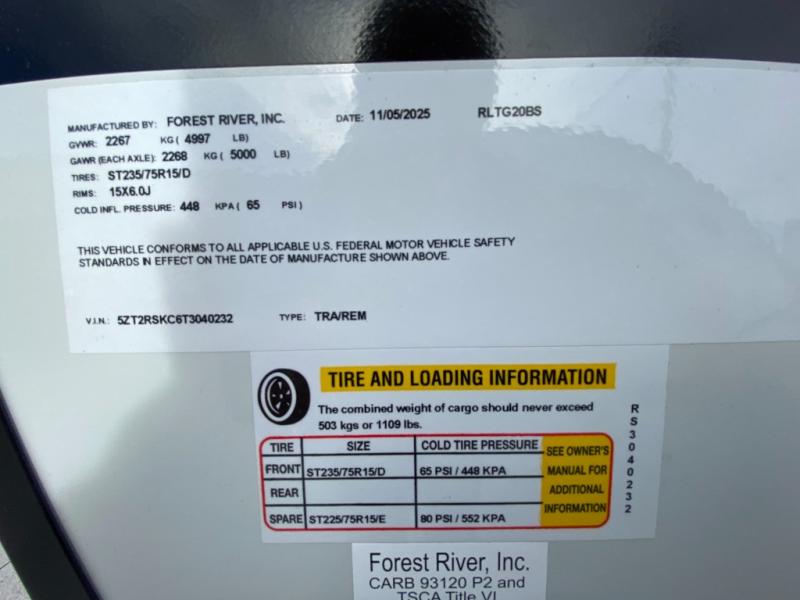 MANUFACTURED BY: FOREST RIVER, INC. DATE: 11/05/2025 RLTG20BS
GVWR: 2267 KG ( 4997 LB)
GAWR (EACH AXLE): 2268 KG ( 5000 LB)
TIRES: ST235/75R15/D
RIMS: 15X6.0J
COLD INFL. PRESSURE: 448 KPA ( 65 PSI )
THIS VEHICLE CONFORMS TO ALL APPLICABLE U.S. FEDERAL MOTOR VEHICLE SAFETY
STANDARDS IN EFFECT ON THE DATE OF MANUFACTURE SHOWN ABOVE.
V.I.N.: 5ZT2RSKC6T3040232 TYPE: TRA/REM
TIRE AND LOADING INFORMATION
The combined weight of cargo should never exceed
503 kgs or 1109 lbs.
TIRE SIZE COLD TIRE PRESSURE
FRONT ST235/75R15/D 65 PSI / 448 KPA
REAR
SPARE ST225/75R15/E 80 PSI / 552 KPA
SEE OWNER'S
MANUAL FOR
ADDITIONAL
INFORMATION
RS3040232
Forest River, Inc.
CARB 93120 P2 and
TSCA Title VI